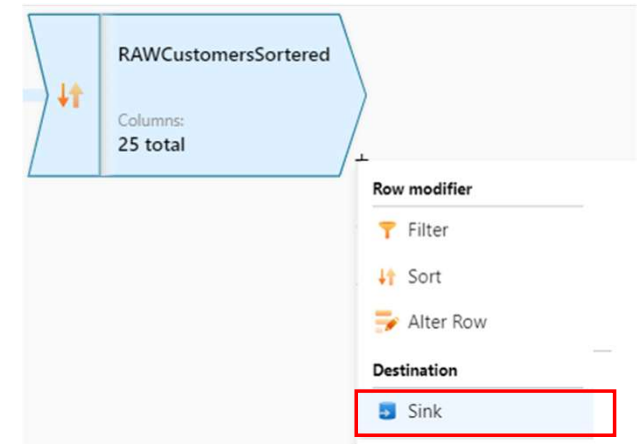 RAWCustomersSortered
Columns:
25 total
+
Row modifier
Filter
Sort
Alter Row
Destination
Sink